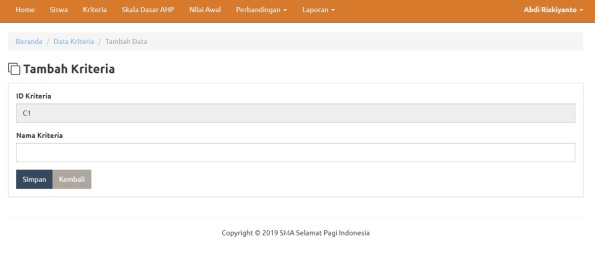 Home Siswa Kriteria Skala Dasar AHP Nilai Awal Perbandingan Laporan Abdi Riskiyanto
Beranda / Data Kriteria / Tambah Data
Tambah Kriteria
ID Kriteria
C1
Nama Kriteria
Simpan Kembali
Copyright © 2019 SMA Selamat Pagi Indonesia